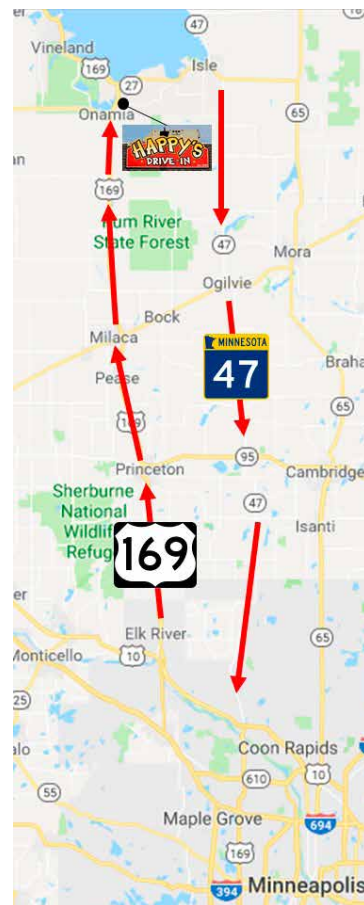 47
Vineland
169
Isle
27
Onamia
65
HAPPY'S
DRIVE IN
169
Rum River
State Forest
47
Mora
Ogilvie
Bock
Milaca
MINNESOTA
47
Pease
Braha
65
169
95
Princeton
Cambridge
Sherburne
National
Wildlife
Refuge
47
Isanti
169
Elk River
65
Monticello
10
25
Coon Rapids
10
610
55
Maple Grove
694
169
394
Minneapolis